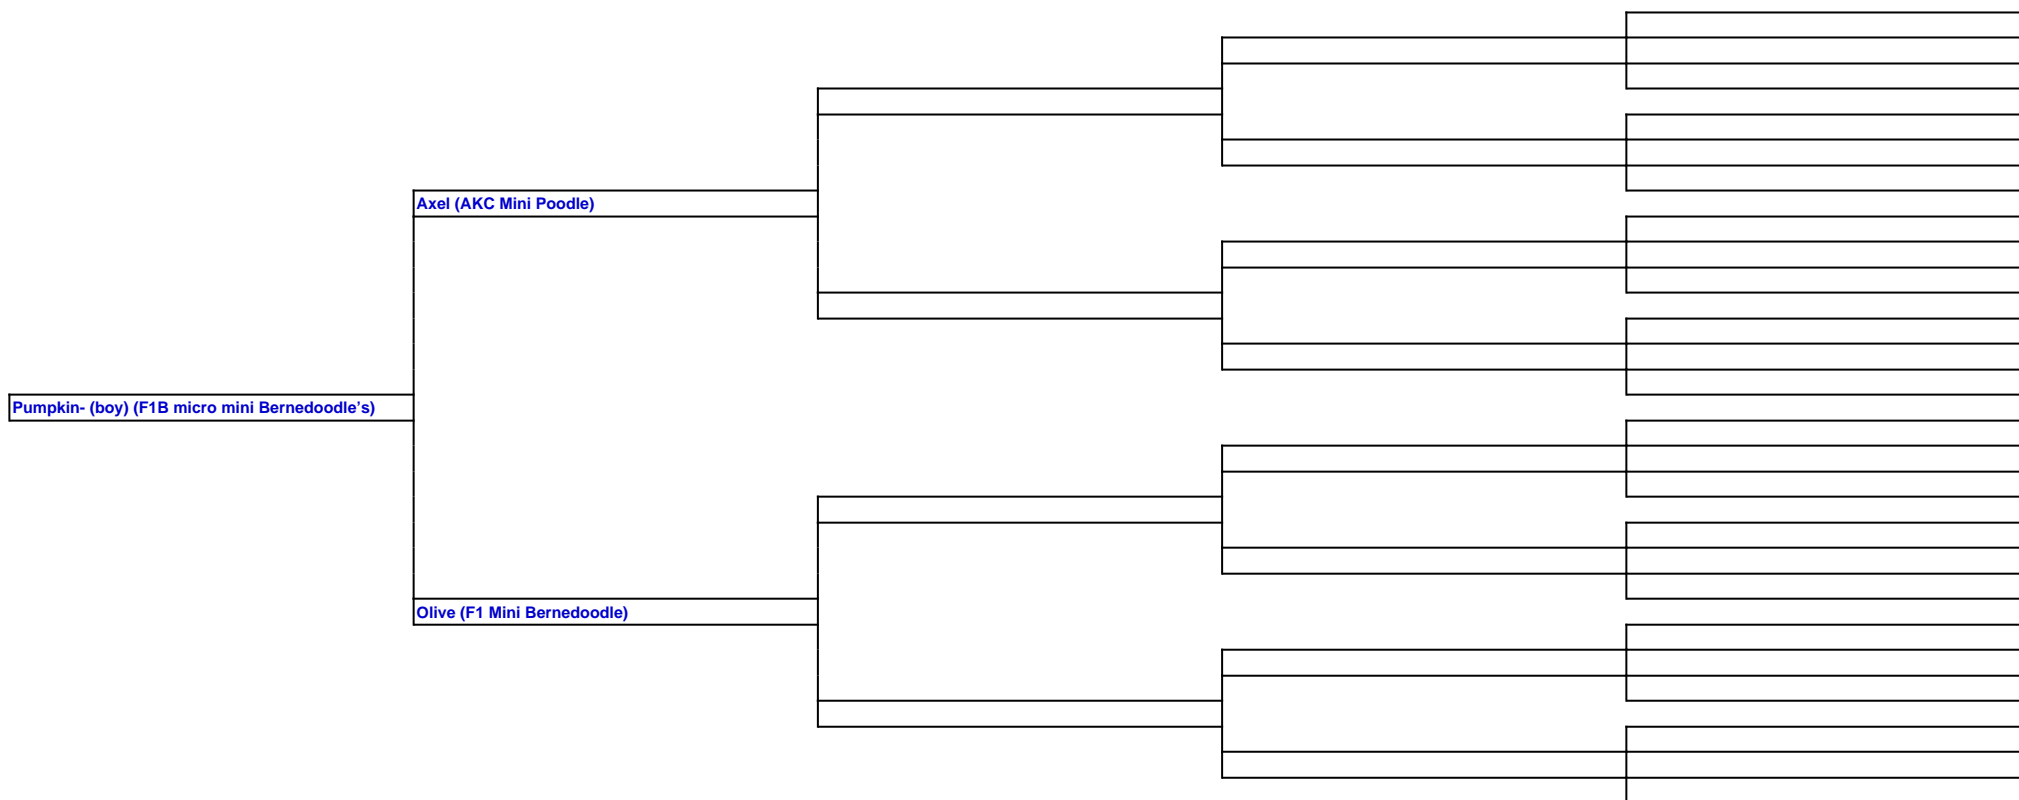 Axel (AKC Mini Poodle)
Pumpkin- (boy) (F1B micro mini Bernedoodle’s)
Olive (F1 Mini Bernedoodle)